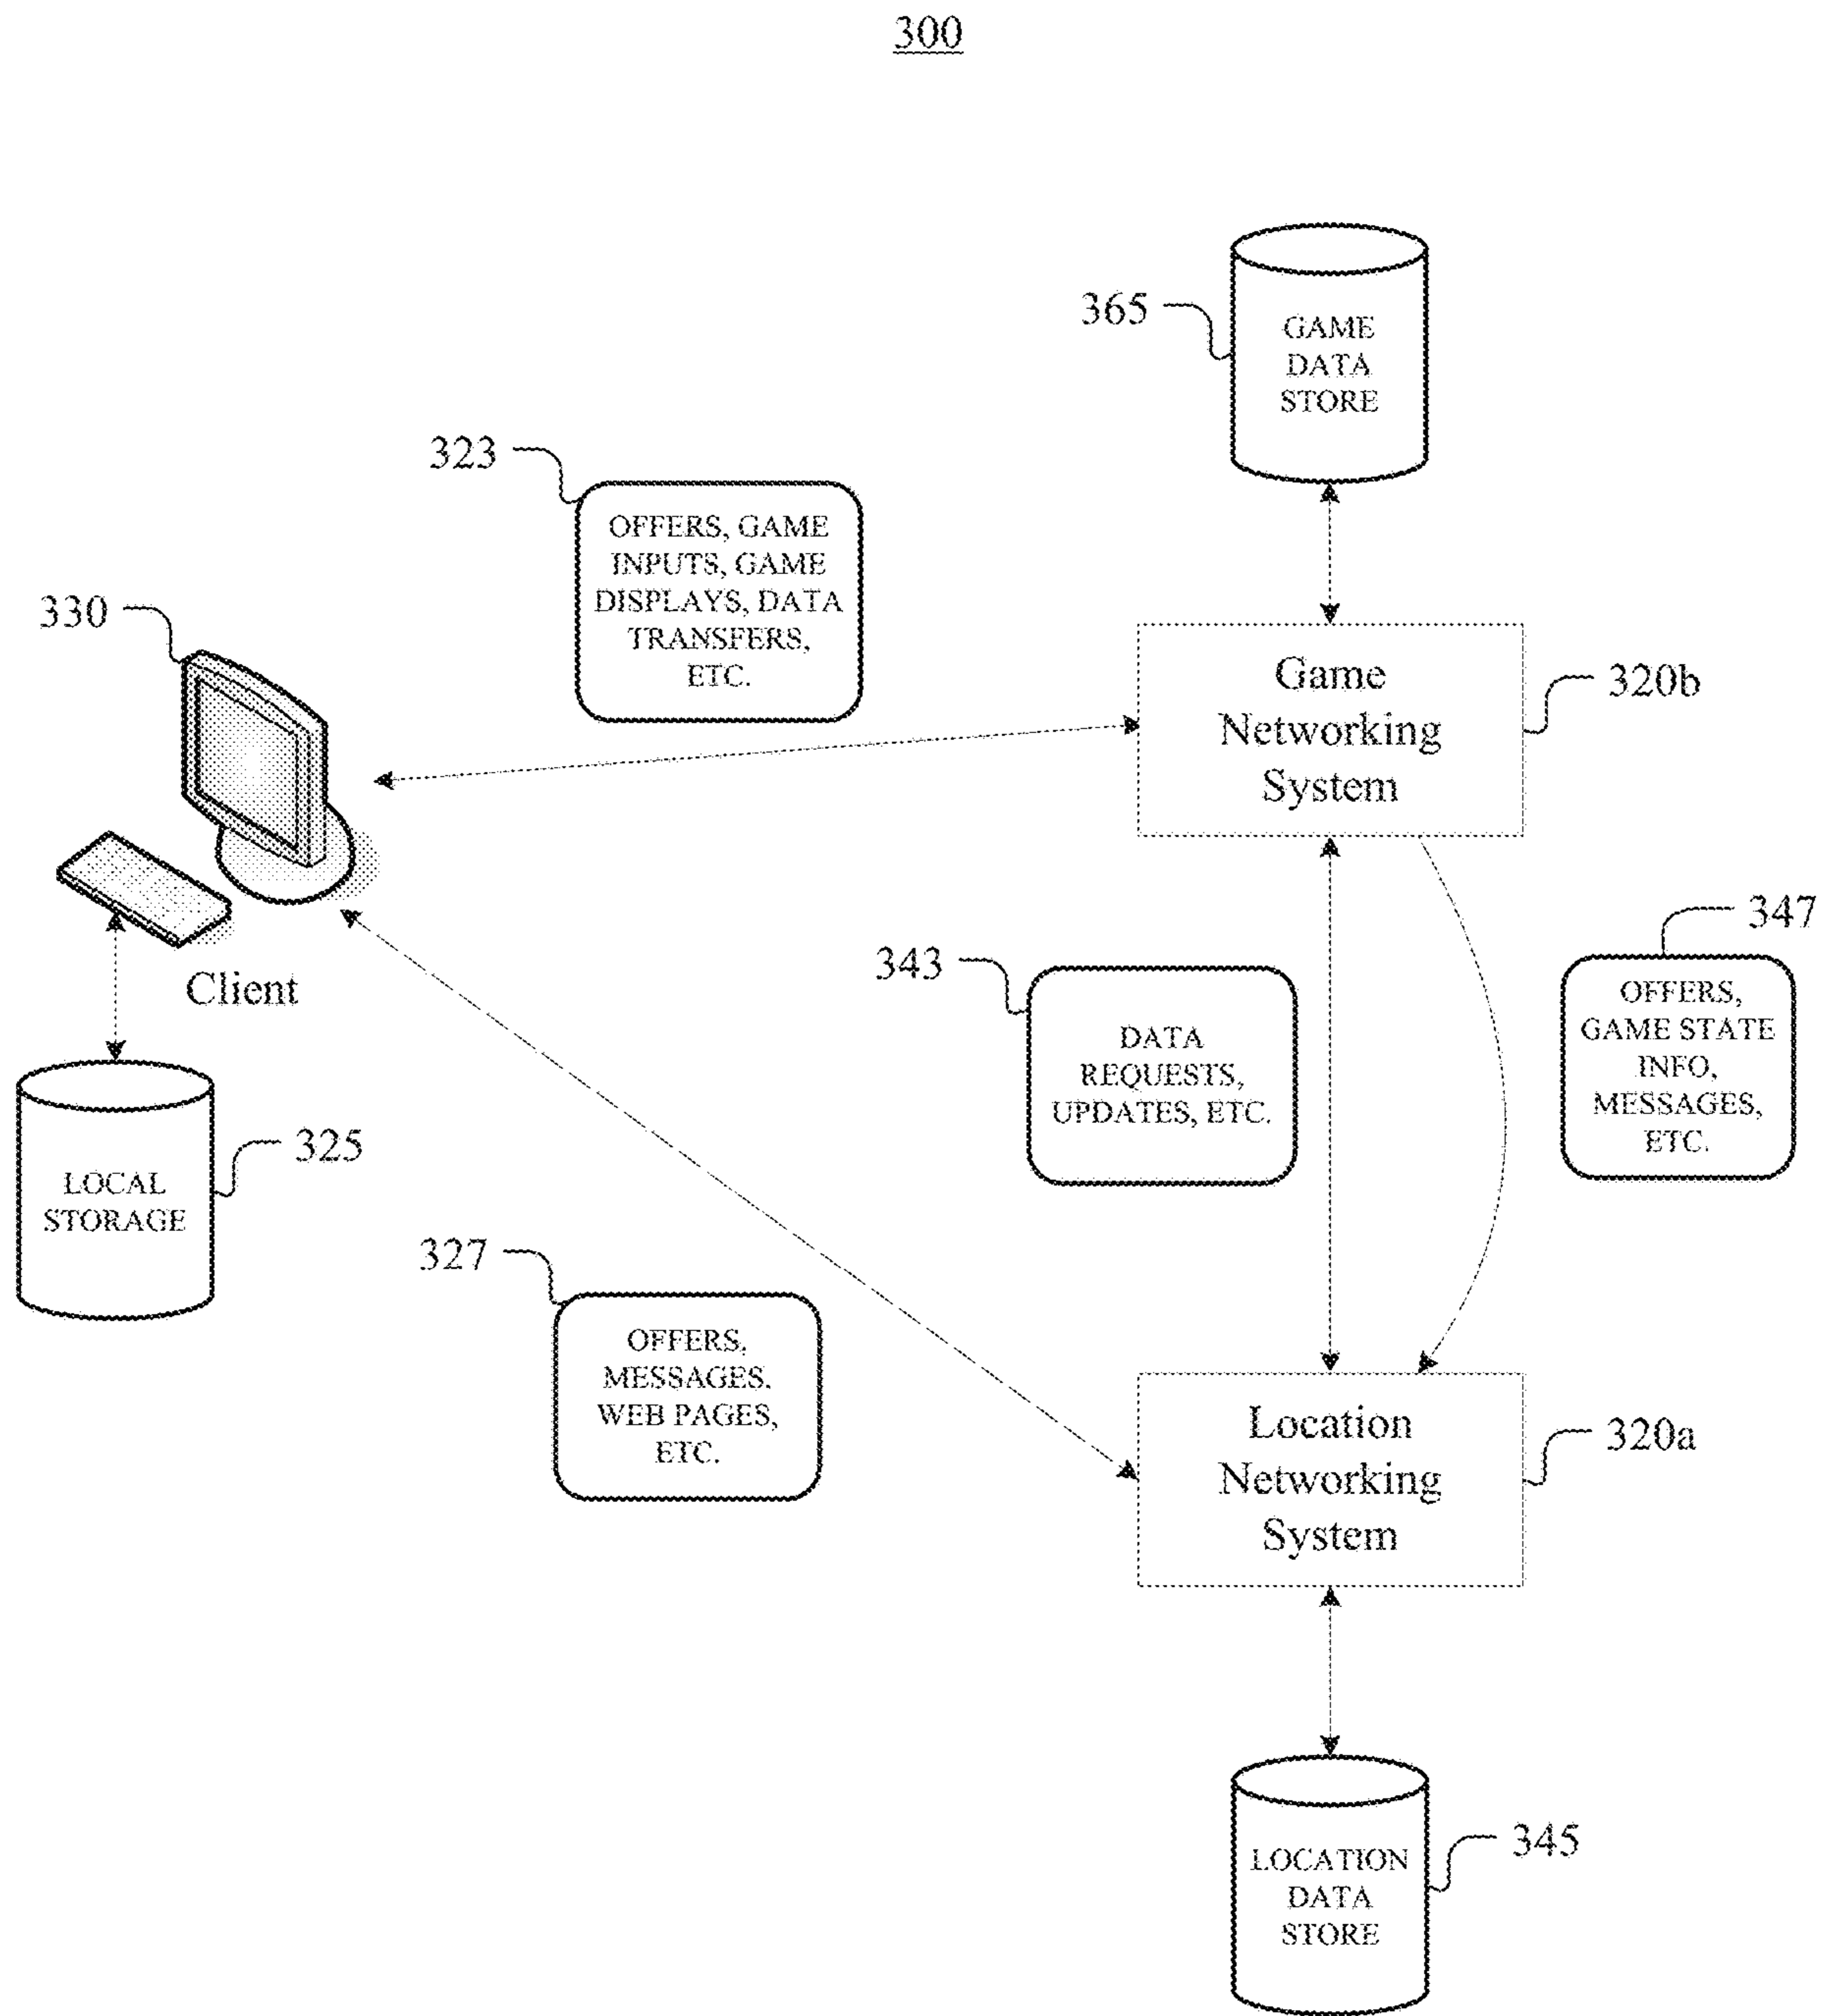 300
365
GAME
DATA
STORE
323
OFFERS, GAME
INPUTS, GAME
DISPLAYS, DATA
TRANSFERS,
ETC.
330
Game
Networking
System
320b
Client
343
DATA
REQUESTS,
UPDATES, ETC.
347
OFFERS,
GAME STATE
INFO,
MESSAGES,
ETC.
325
LOCAL
STORAGE
327
OFFERS,
MESSAGES,
WEB PAGES,
ETC.
Location
Networking
System
320a
345
LOCATION
DATA
STORE